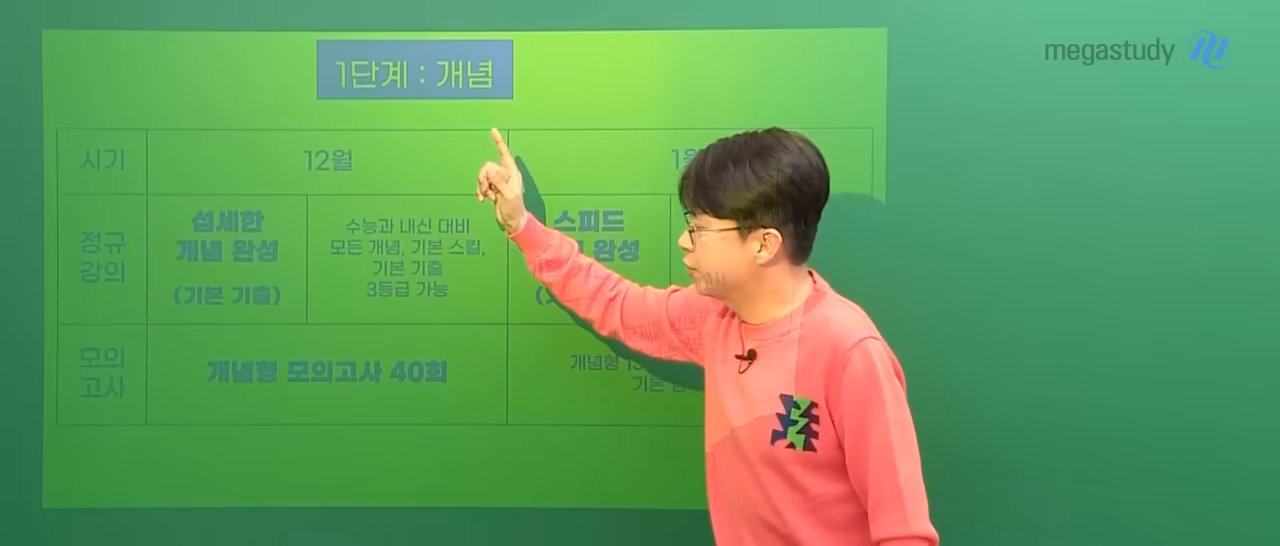 megastudy
1단계 : 개념
시기
12월
정규
강의
섬세한
개념 완성
(기본 기출)
수능과 내신 대비
모든 개념, 기본 스킬,
기본 기출
3등급 가능
스피드
완성
모의
고사
개념형 모의고사 40회
개념형
기본